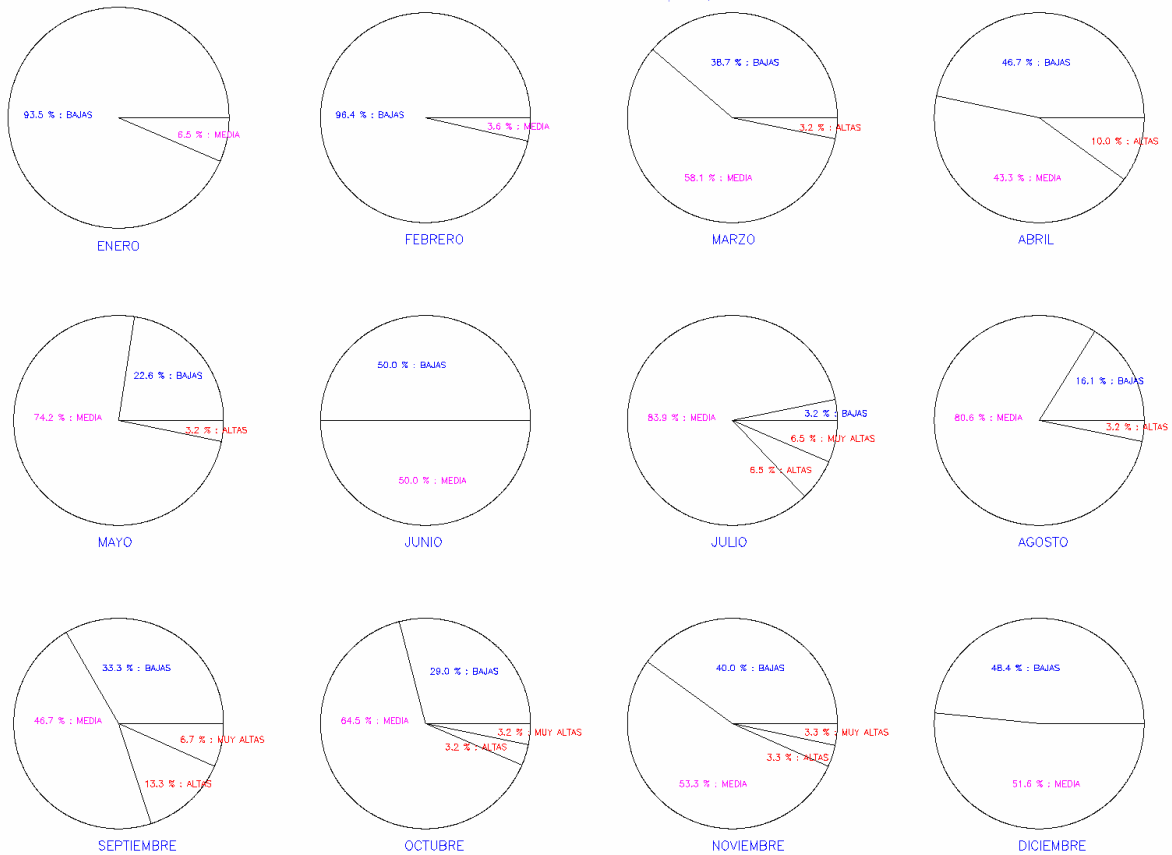 93.5 % : BAJAS
6.5 % : MEDIA
ENERO
96.4 % : BAJAS
3.6 % : MEDIA
FEBRERO
38.7 % : BAJAS
3.2 % : ALTAS
58.1 % : MEDIA
MARZO
46.7 % : BAJAS
10.0 % : ALTAS
43.3 % : MEDIA
ABRIL
22.6 % : BAJAS
74.2 % : MEDIA
3.2 % : ALTAS
MAYO
50.0 % : BAJAS
50.0 % : MEDIA
JUNIO
83.9 % : MEDIA
3.2 % : BAJAS
6.5 % : MUY ALTAS
6.5 % : ALTAS
JULIO
16.1 % : BAJAS
80.6 % : MEDIA
3.2 % : ALTAS
AGOSTO
33.3 % : BAJAS
46.7 % : MEDIA
6.7 % : MUY ALTAS
13.3 % : ALTAS
SEPTIEMBRE
29.0 % : BAJAS
64.5 % : MEDIA
3.2 % : MUY ALTAS
3.2 % : ALTAS
OCTUBRE
40.0 % : BAJAS
3.3 % : MUY ALTAS
3.3 % : ALTAS
53.3 % : MEDIA
NOVIEMBRE
48.4 % : BAJAS
51.6 % : MEDIA
DICIEMBRE